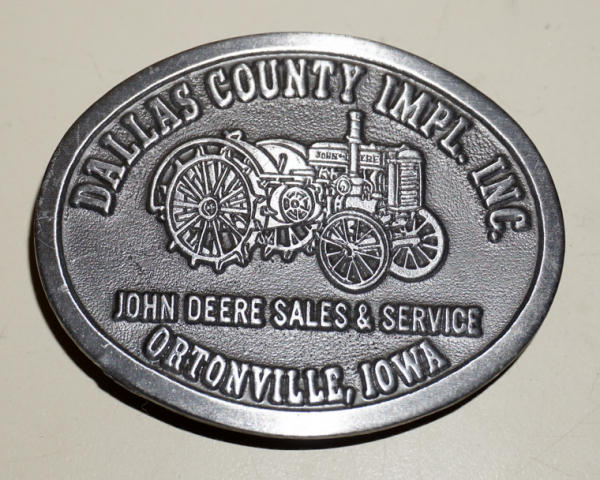 DALLAS COUNTY IMPL. INC.
JOHN DEERE
JOHN DEERE SALES & SERVICE
ORTONVILLE, IOWA